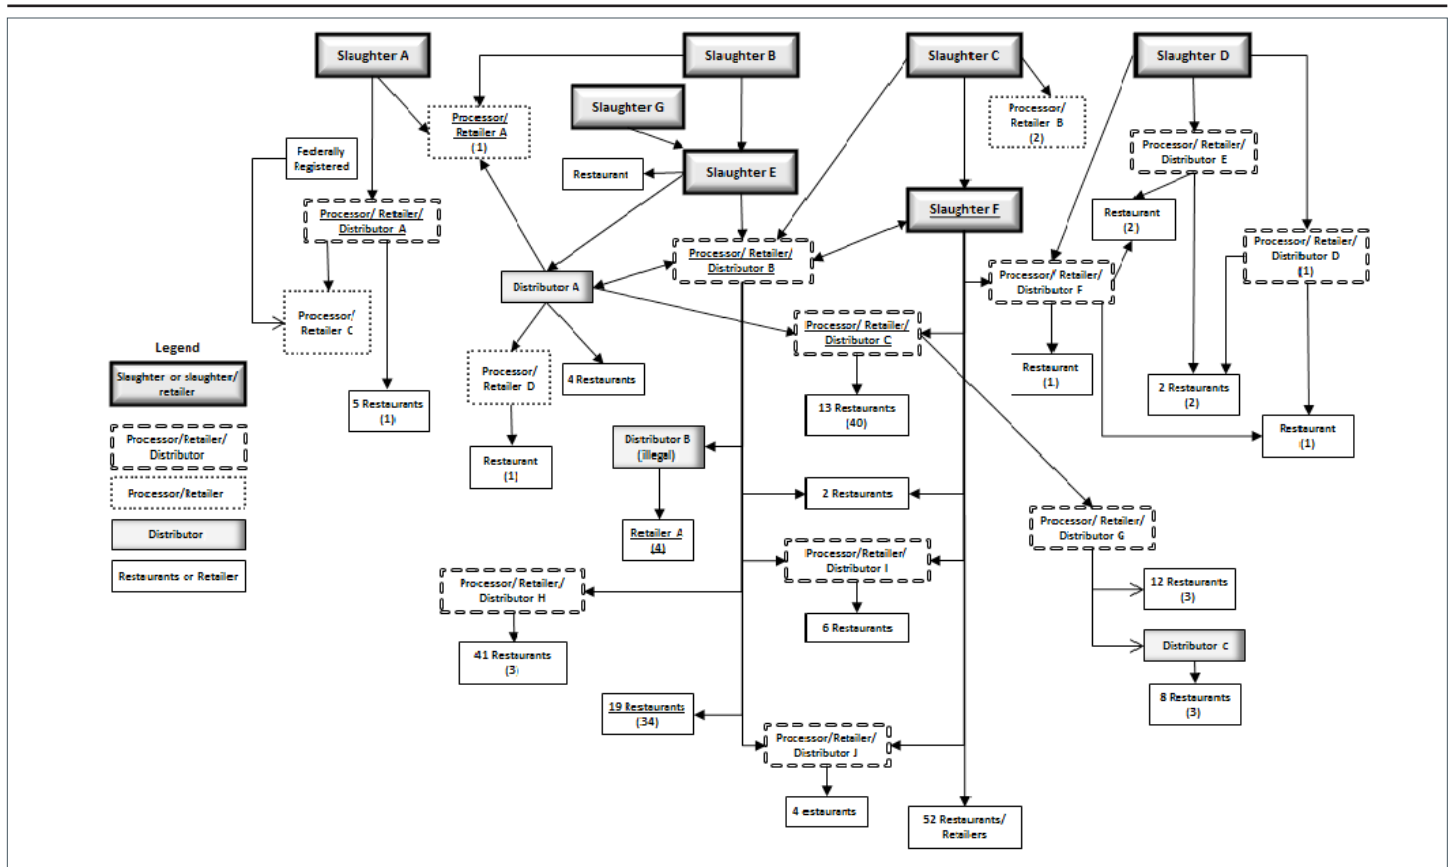 Slaughter A
Slaughter B
Slaughter C
Slaughter D
Slaughter G
Processor/
Retailer A
(1)
Processor/
Retailer B
(2)
Federally
Registered
Restaurant
Slaughter E
Processor/ Retailer/
Distributor E
Processor/ Retailer/
Distributor A
Slaughter F
Restaurant
(2)
Processor/ Retailer/
Distributor B
Processor/ Retailer/
Distributor D
(1)
Distributor A
Processor/ Retailer/
Distributor F
Processor/
Retailer C
Processor/ Retailer/
Distributor C
Legend
Slaughter or slaughter/
retailer
Processor/Retailer/
Distributor
Processor/Retailer
Distributor
Restaurants or Retailer
Processor/
Retailer D
4 Restaurants
Restaurant
(1)
2 Restaurants
(2)
5 Restaurants
(1)
13 Restaurants
(40)
Restaurant
(1)
Distributor B
(illegal)
Restaurant
(1)
2 Restaurants
Processor/ Retailer/
Distributor G
Retailer A
(4)
Processor/Retailer/
Distributor I
Processor/ Retailer/
Distributor H
12 Restaurants
(3)
6 Restaurants
Distributor C
41 Restaurants
(3)
8 Restaurants
(3)
19 Restaurants
(34)
Processor/Retailer/
Distributor J
4 estaurants
52 Restaurants/
Retailers